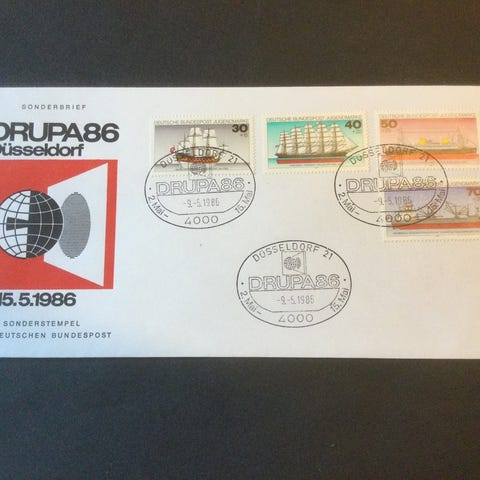 SONDERBRIEF
DRUPA86
Düsseldorf
15.5.1986
SONDERSTEMPEL
DEUTSCHEN BUNDESPOST
DEUTSCHE BUNDESPOST JUGENDMARKE
30
DEUTSCHE BUNDESPOST JUGENDMARKE
40
50
70
DÜSSELDORF 21
DRUPA86
-9.-5.1986
2.Mai - 15.Mai
4000
DÜSSELDORF 21
DRUPA86
-9.-5.1986
2.Mai - 15.Mai
4000
DÜSSELDORF 21
DRUPA86
-9.-5.1986
2.Mai - 15.Mai
4000